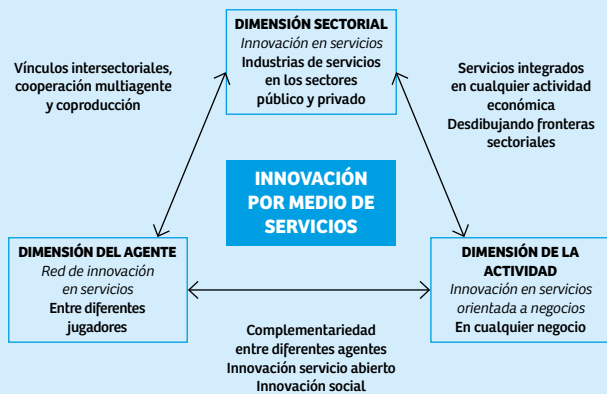 DIMENSIÓN SECTORIAL
Innovación en servicios
Industrias de servicios
en los sectores
público y privado
Vínculos intersectoriales,
cooperación multiagente
y coproducción
Servicios integrados
en cualquier actividad
económica
Desdibujando fronteras
sectoriales
INNOVACIÓN
POR MEDIO DE
SERVICIOS
DIMENSIÓN DEL AGENTE
Red de innovación
en servicios
Entre diferentes
jugadores
DIMENSIÓN DE LA
ACTIVIDAD
Innovación en servicios
orientada a negocios
En cualquier negocio
Complementariedad
entre diferentes agentes
Innovación servicio abierto
Innovación social